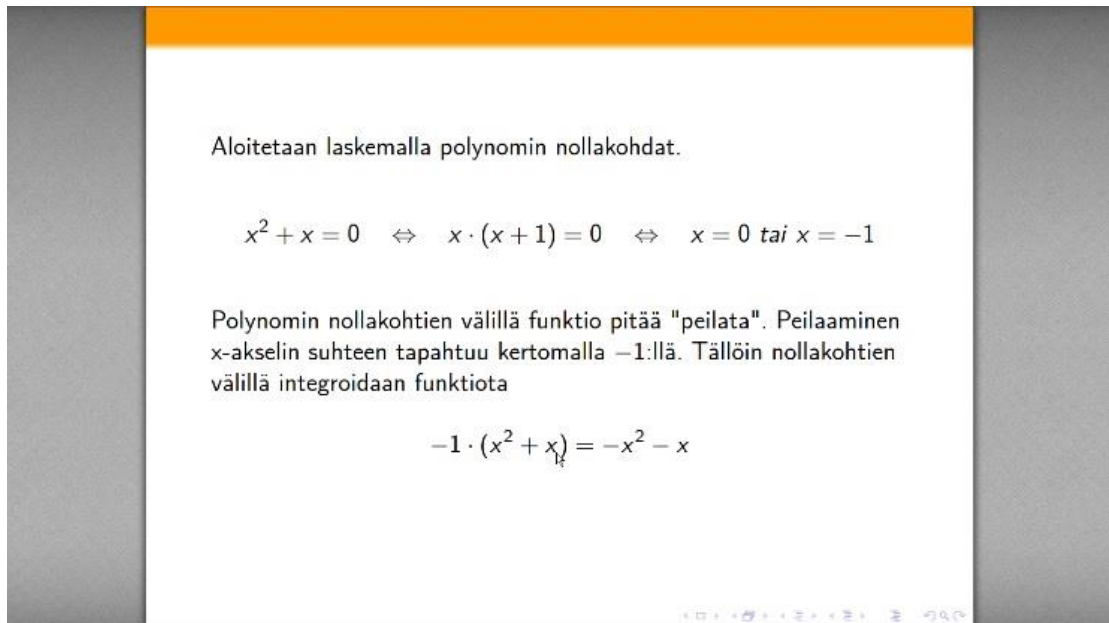 Aloitetaan laskemalla polynomin nollakohdat.
x² + x = 0 ⇔ x · (x + 1) = 0 ⇔ x = 0 tai x = −1
Polynomin nollakohtien välillä funktio pitää "peilata". Peilaaminen
x-akselin suhteen tapahtuu kertomalla −1:llä. Tällöin nollakohtien
välillä integroidaan funktiota
−1 · (x² + x) = −x² − x